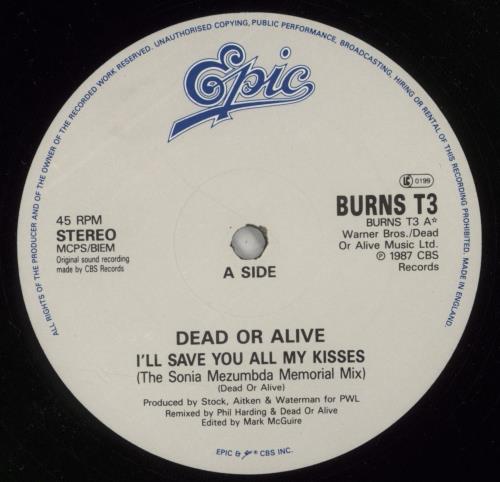 ALL RIGHTS OF THE PRODUCER AND OF THE OWNER OF THE RECORDED WORK RESERVED. UNAUTHORISED COPYING, PUBLIC PERFORMANCE, BROADCASTING, HIRING OR RENTAL OF THIS RECORDING PROHIBITED. MADE IN ENGLAND.
Epic
LC 0199
45 RPM
STEREO
MCPS/BIEM
Original sound recording
made by CBS Records
BURNS T3
BURNS T3 A☆
Warner Bros./Dead
Or Alive Music Ltd.
℗ 1987 CBS
Records
A SIDE
DEAD OR ALIVE
I'LL SAVE YOU ALL MY KISSES
(The Sonia Mezumbda Memorial Mix)
(Dead Or Alive)
Produced by Stock, Aitken & Waterman for PWL
Remixed by Phil Harding & Dead Or Alive
Edited by Mark McGuire
EPIC & ® CBS INC.